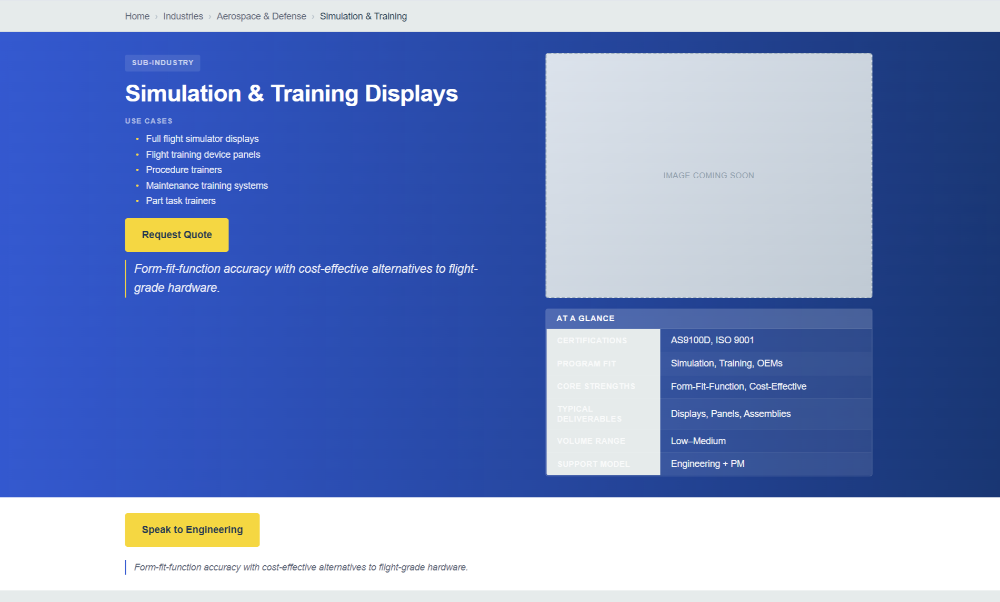 Home › Industries › Aerospace & Defense › Simulation & Training
SUB-INDUSTRY
Simulation & Training Displays
USE CASES
• Full flight simulator displays
• Flight training device panels
• Procedure trainers
• Maintenance training systems
• Part task trainers
Request Quote
Form-fit-function accuracy with cost-effective alternatives to flight-
grade hardware.
IMAGE COMING SOON
AT A GLANCE
CERTIFICATIONS AS9100D, ISO 9001
PROGRAM FIT Simulation, Training, OEMs
CORE STRENGTHS Form-Fit-Function, Cost-Effective
TYPICAL
DELIVERABLES Displays, Panels, Assemblies
VOLUME RANGE Low–Medium
SUPPORT MODEL Engineering + PM
Speak to Engineering
Form-fit-function accuracy with cost-effective alternatives to flight-grade hardware.